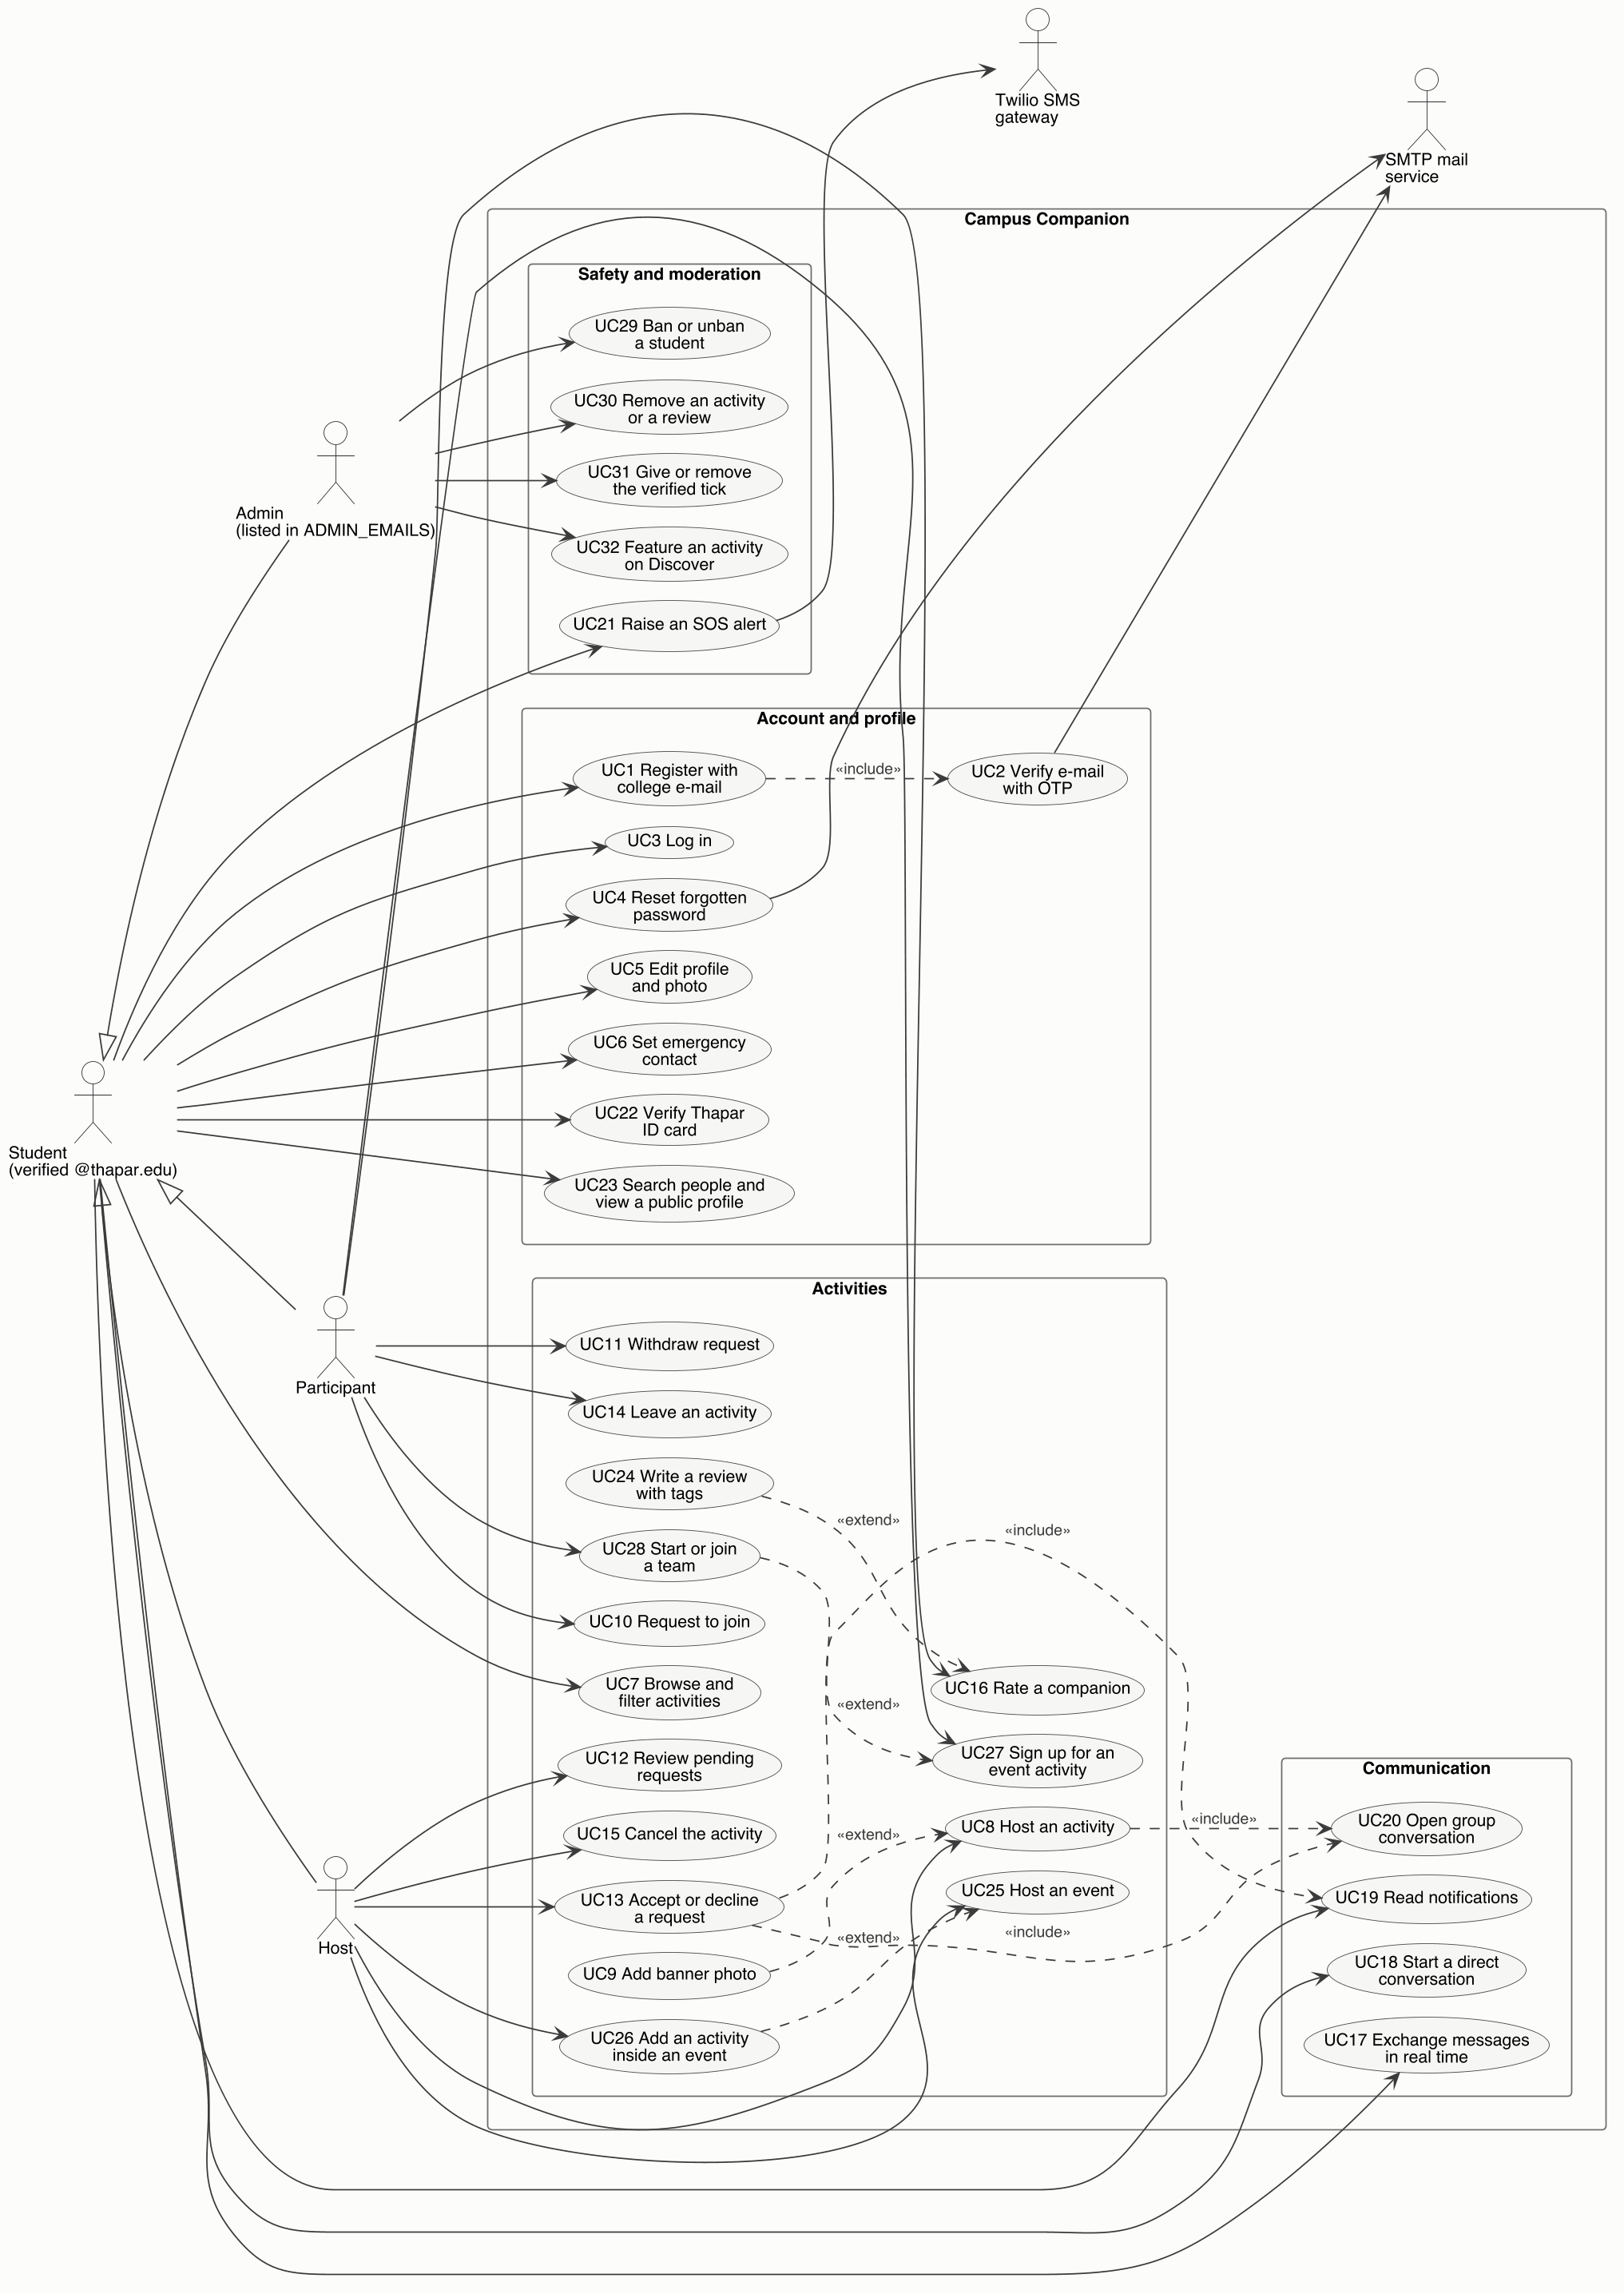 Twilio SMS
gateway
SMTP mail
service
Campus Companion
Safety and moderation
UC29 Ban or unban
a student
UC30 Remove an activity
or a review
UC31 Give or remove
the verified tick
UC32 Feature an activity
on Discover
UC21 Raise an SOS alert
Admin
(listed in ADMIN_EMAILS)
Account and profile
UC1 Register with
college e-mail
«include»
UC2 Verify e-mail
with OTP
UC3 Log in
UC4 Reset forgotten
password
UC5 Edit profile
and photo
UC6 Set emergency
contact
UC22 Verify Thapar
ID card
UC23 Search people and
view a public profile
Student
(verified @thapar.edu)
Participant
Activities
UC11 Withdraw request
UC14 Leave an activity
UC24 Write a review
with tags
«extend»
«include»
UC28 Start or join
a team
UC10 Request to join
UC7 Browse and
filter activities
UC16 Rate a companion
«extend»
UC27 Sign up for an
event activity
UC12 Review pending
requests
UC15 Cancel the activity
«extend»
UC8 Host an activity
«include»
UC13 Accept or decline
a request
UC25 Host an event
«extend»
«include»
UC9 Add banner photo
UC26 Add an activity
inside an event
Host
Communication
UC20 Open group
conversation
UC19 Read notifications
UC18 Start a direct
conversation
UC17 Exchange messages
in real time